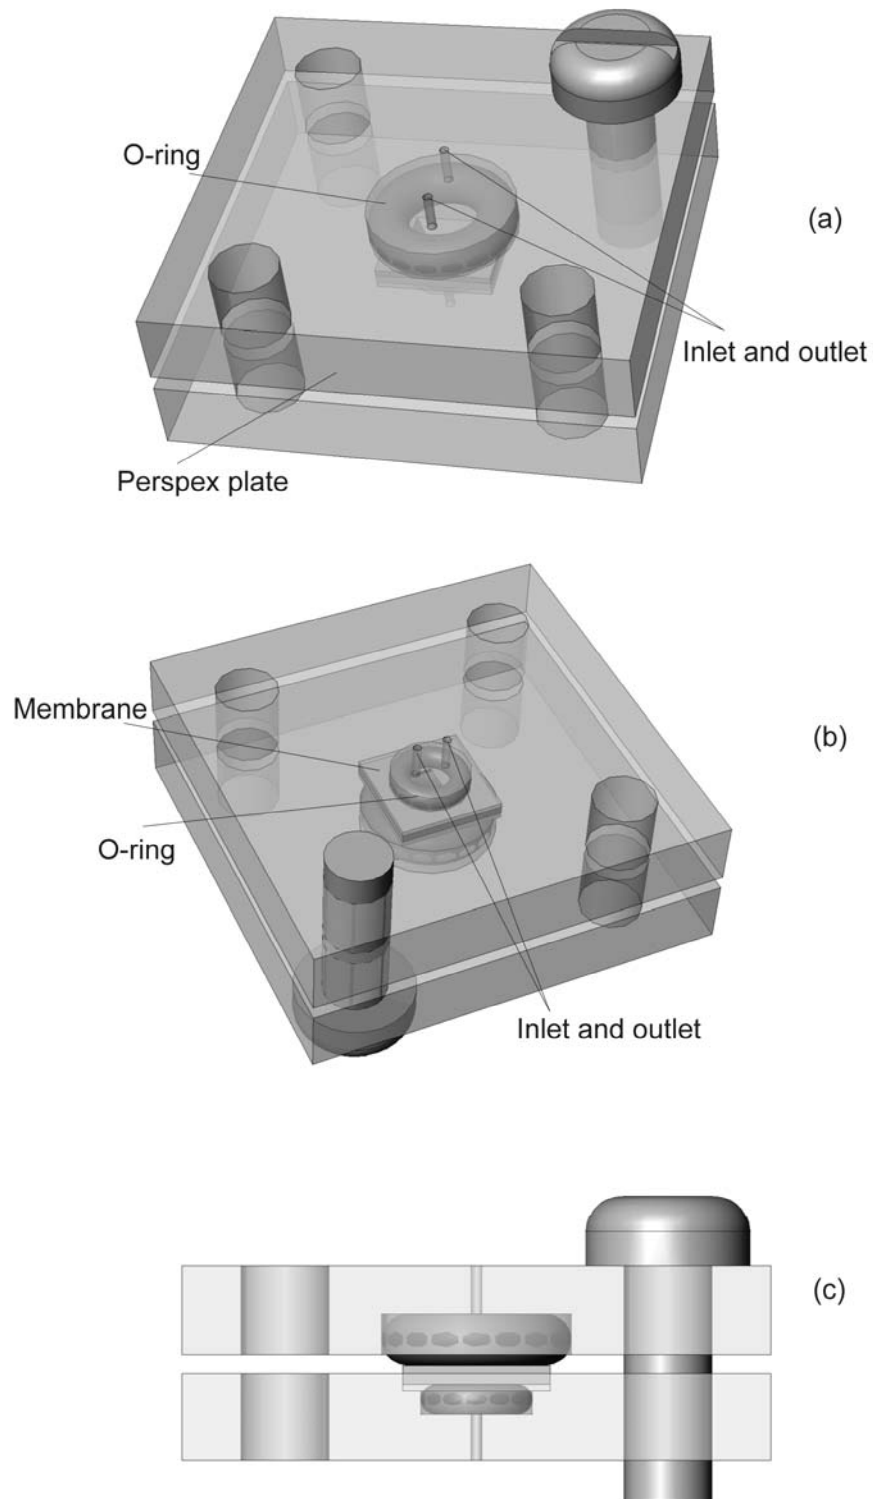 O-ring
(a)
Inlet and outlet
Perspex plate
Membrane
(b)
O-ring
Inlet and outlet
(c)